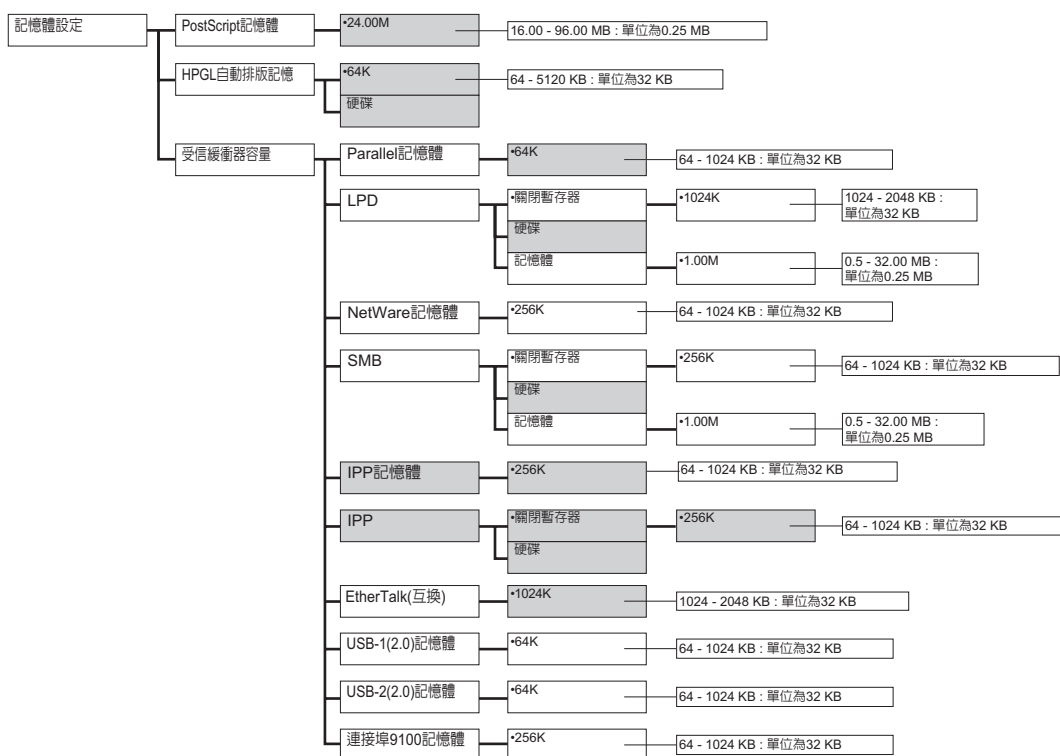 記憶體設定
PostScript記憶體
•24.00M
16.00 - 96.00 MB : 單位為0.25 MB
HPGL自動排版記憶
•64K
64 - 5120 KB : 單位為32 KB
硬碟
受信緩衝器容量
Parallel記憶體
•64K
64 - 1024 KB : 單位為32 KB
LPD
•關閉暫存器
•1024K
1024 - 2048 KB :
單位為32 KB
硬碟
記憶體
•1.00M
0.5 - 32.00 MB :
單位為0.25 MB
NetWare記憶體
•256K
64 - 1024 KB : 單位為32 KB
SMB
•關閉暫存器
•256K
64 - 1024 KB : 單位為32 KB
硬碟
記憶體
•1.00M
0.5 - 32.00 MB :
單位為0.25 MB
IPP記憶體
•256K
64 - 1024 KB : 單位為32 KB
IPP
•關閉暫存器
•256K
64 - 1024 KB : 單位為32 KB
硬碟
EtherTalk(互換)
•1024K
1024 - 2048 KB : 單位為32 KB
USB-1(2.0)記憶體
•64K
64 - 1024 KB : 單位為32 KB
USB-2(2.0)記憶體
•64K
64 - 1024 KB : 單位為32 KB
連接埠9100記憶體
•256K
64 - 1024 KB : 單位為32 KB